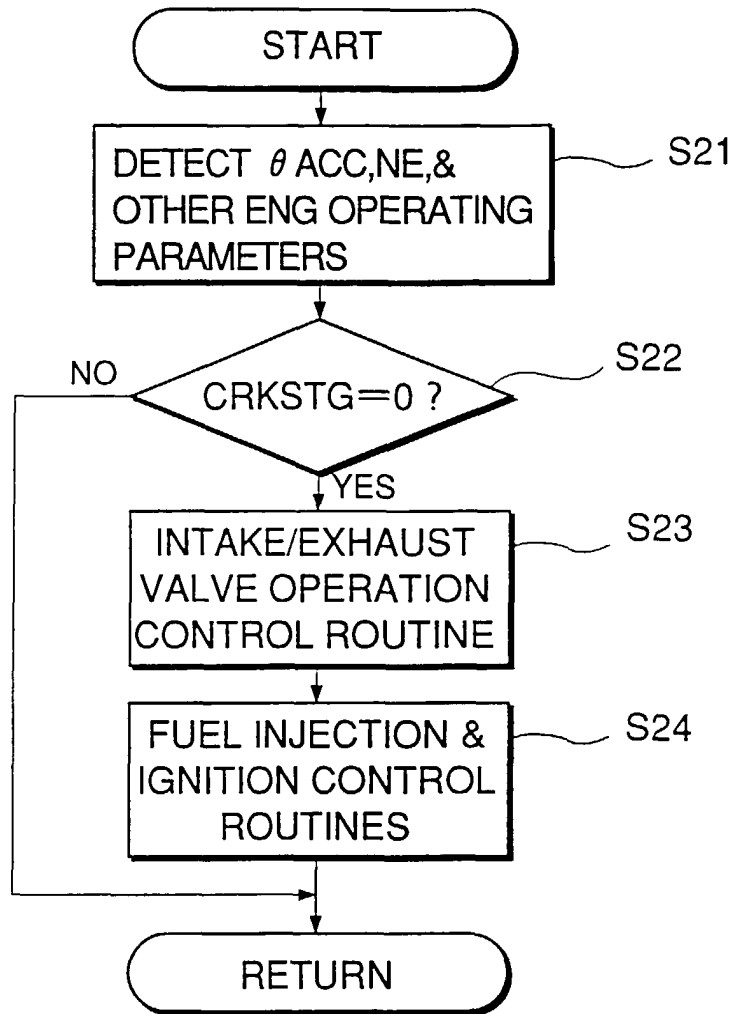 START
DETECT θ ACC,NE,&
OTHER ENG OPERATING
PARAMETERS
S21
CRKSTG=0 ?
S22
NO
YES
INTAKE/EXHAUST
VALVE OPERATION
CONTROL ROUTINE
S23
FUEL INJECTION &
IGNITION CONTROL
ROUTINES
S24
RETURN